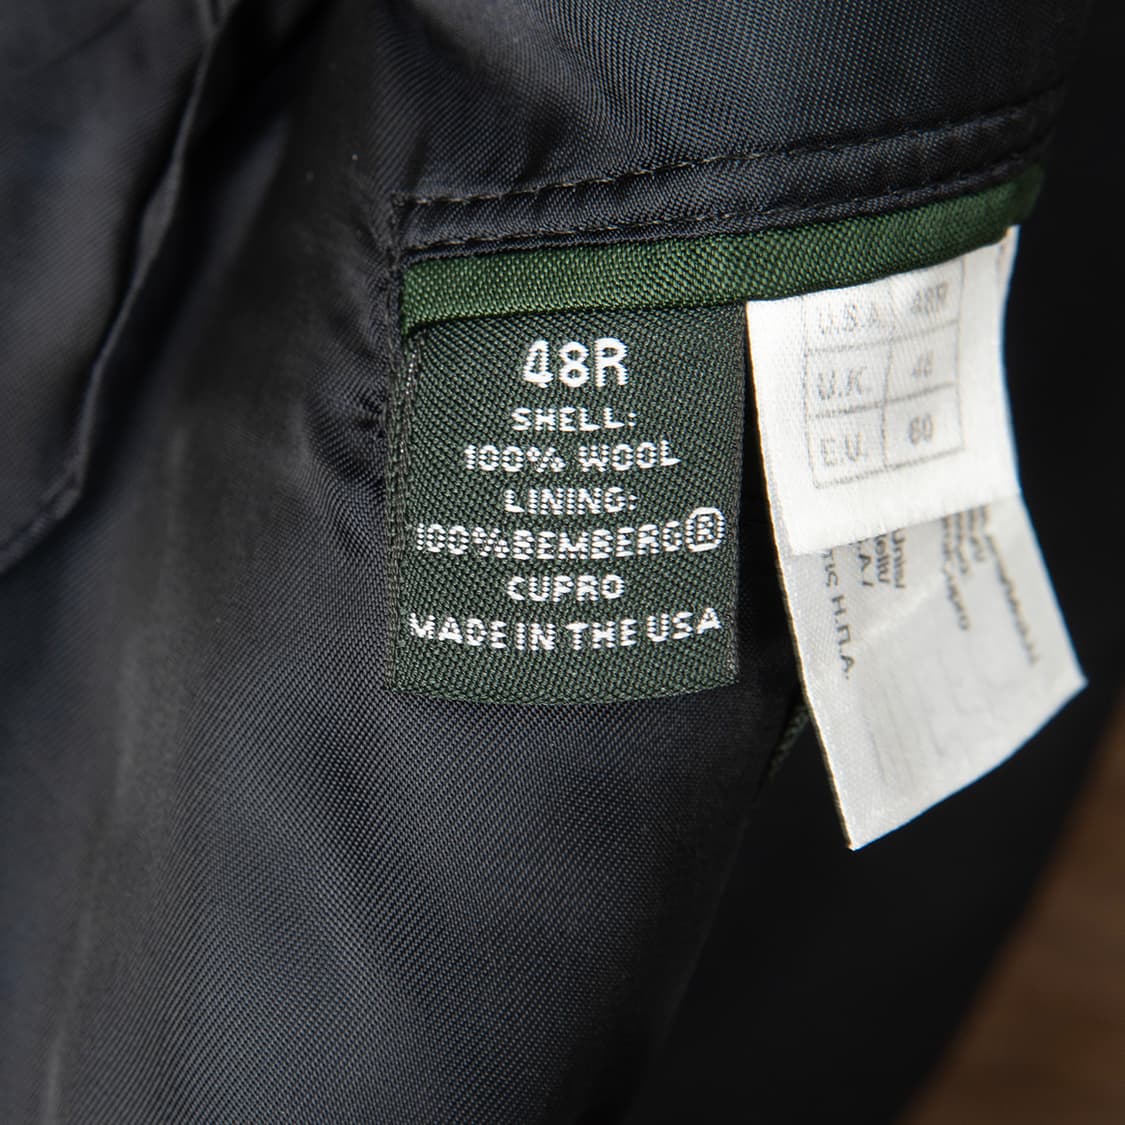 48R
SHELL:
100% WOOL
LINING:
100%BEMBERG®
CUPRO
MADE IN THE USA
U.S.A. 48R
U.K. 48
E.U. 60
Η.Π.Α.